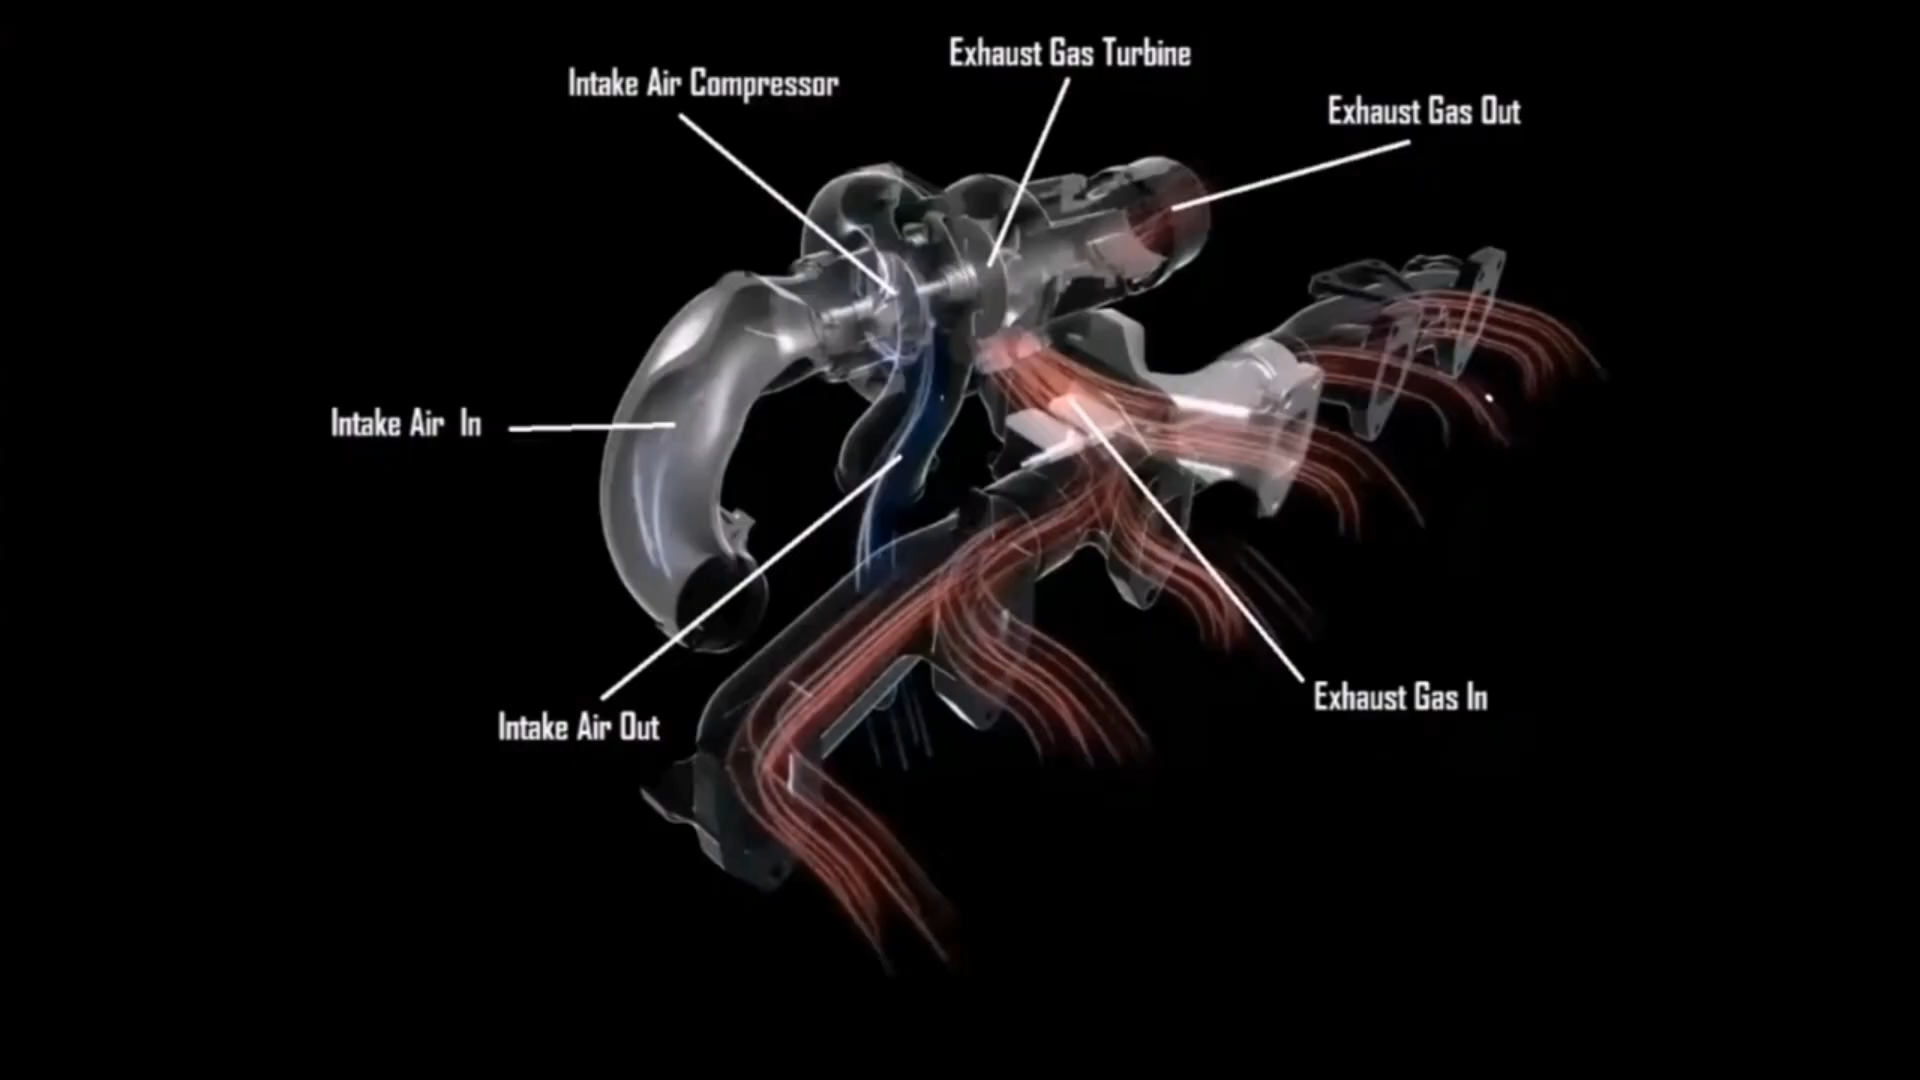 Exhaust Gas Turbine
Intake Air Compressor
Exhaust Gas Out
Intake Air In
Exhaust Gas In
Intake Air Out